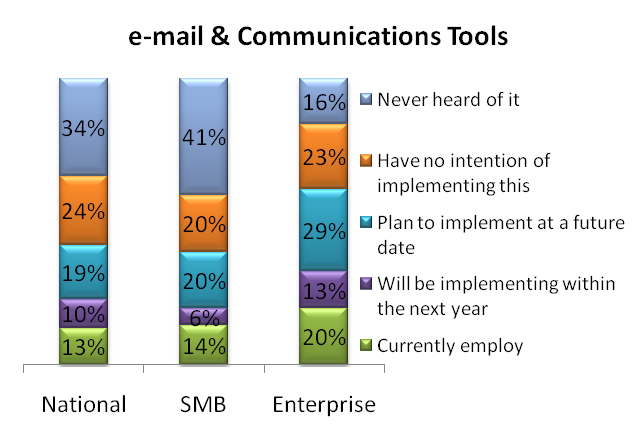 e-mail & Communications Tools
34%
24%
19%
10%
13%
41%
20%
20%
6%
14%
16%
23%
29%
13%
20%
Never heard of it
Have no intention of
implementing this
Plan to implement at a future
date
Will be implementing within
the next year
Currently employ
National
SMB
Enterprise